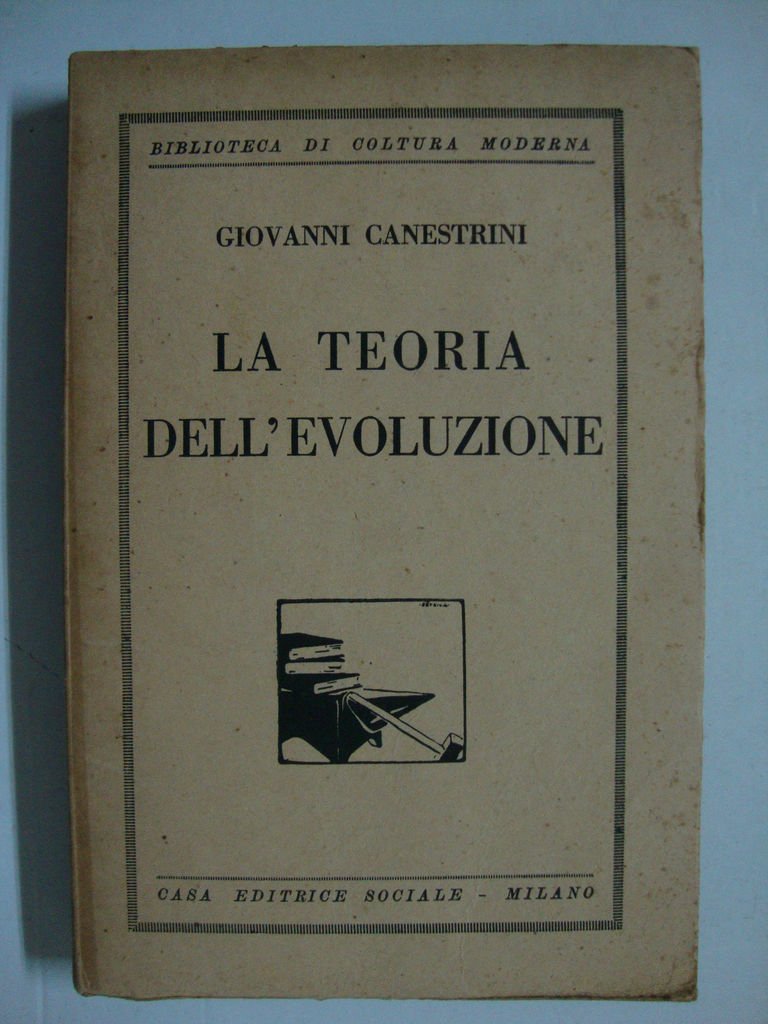 BIBLIOTECA DI COLTURA MODERNA
GIOVANNI CANESTRINI
LA TEORIA
DELL'EVOLUZIONE
CASA EDITRICE SOCIALE - MILANO